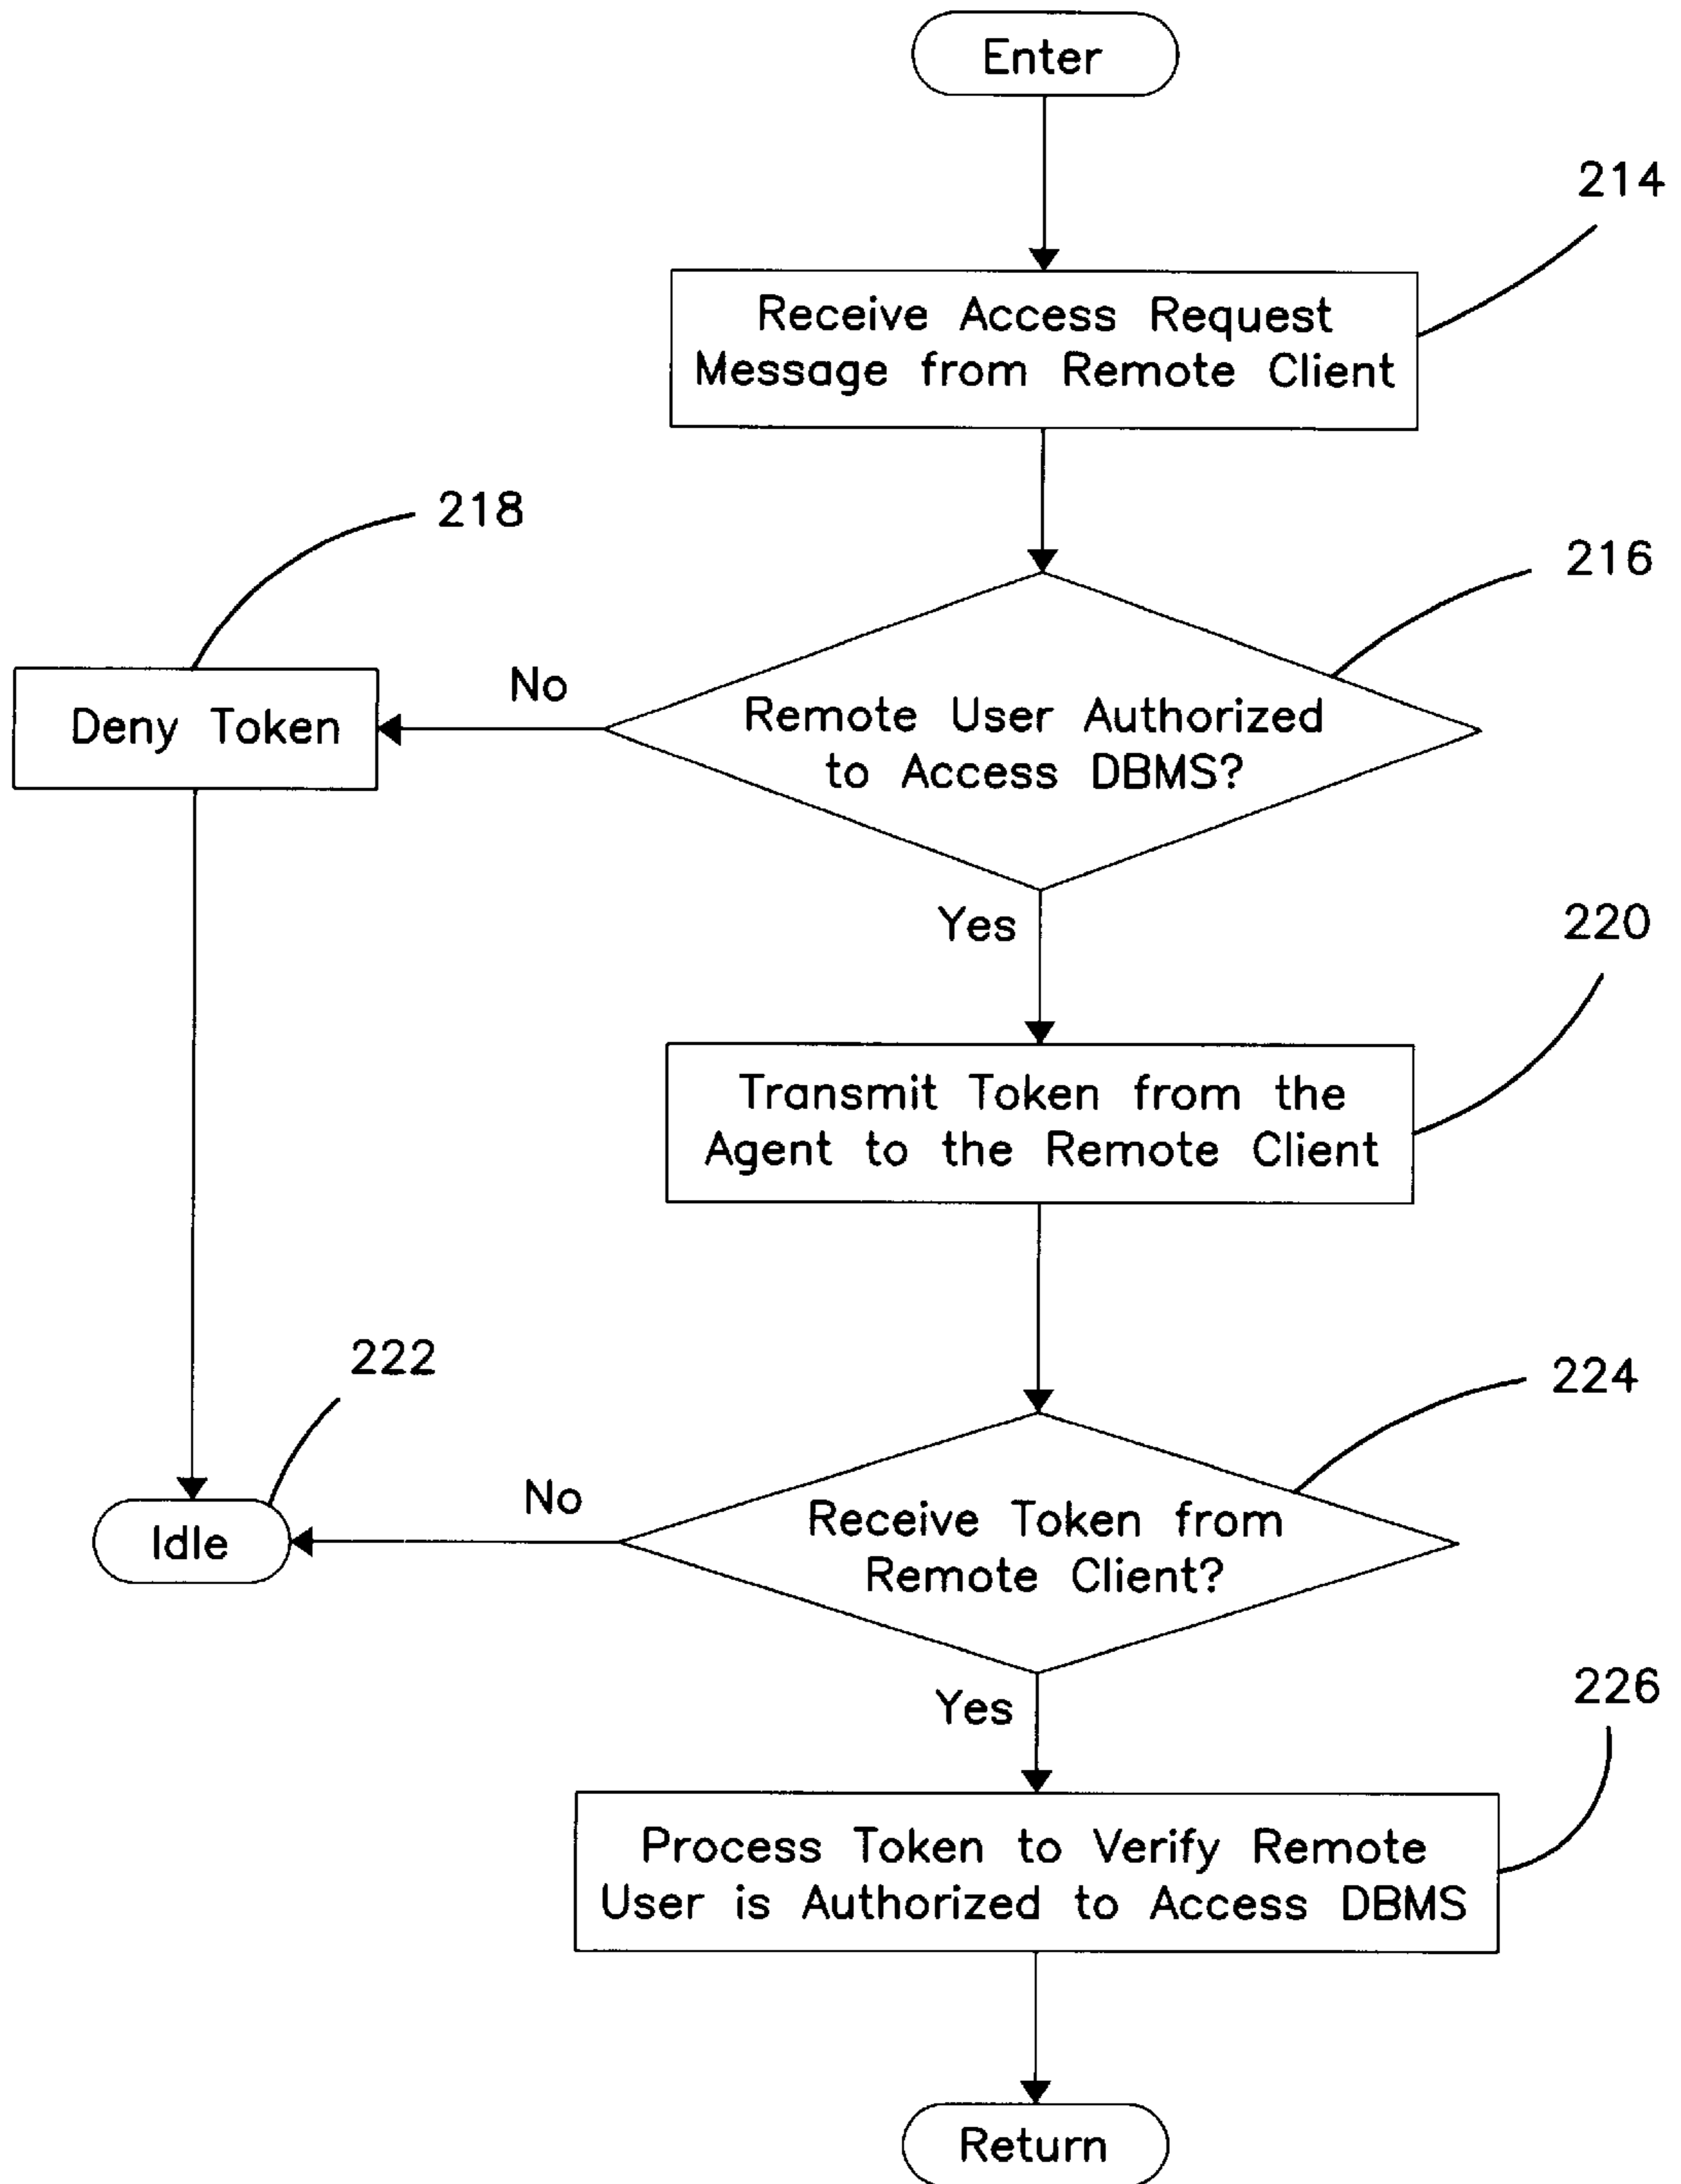 Enter
214
Receive Access Request
Message from Remote Client
218
216
No
Deny Token
Remote User Authorized
to Access DBMS?
Yes
220
Transmit Token from the
Agent to the Remote Client
222
224
No
Idle
Receive Token from
Remote Client?
Yes
226
Process Token to Verify Remote
User is Authorized to Access DBMS
Return